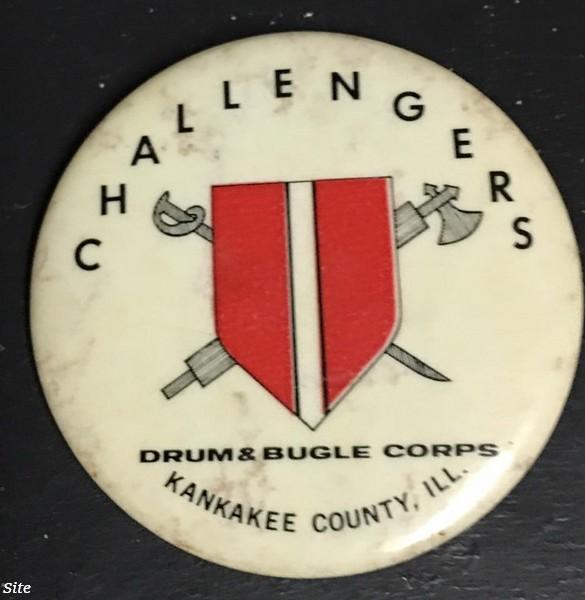 CHALLENGERS
DRUM & BUGLE CORPS
KANKAKEE COUNTY, ILL.
Site